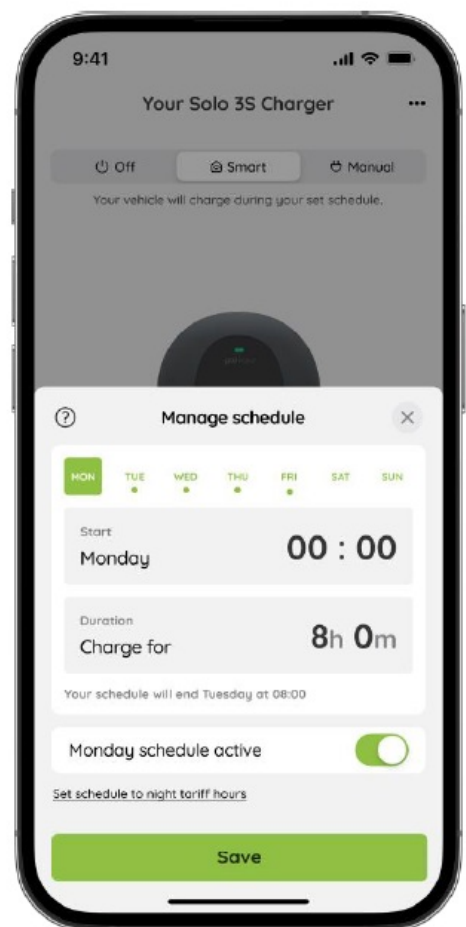 9:41
Your Solo 3S Charger
Off Smart Manual
Your vehicle will charge during your set schedule.
? Manage schedule
MON TUE WED THU FRI SAT SUN
Start
Monday 00 : 00
Duration
Charge for 8h 0m
Your schedule will end Tuesday at 08:00
Monday schedule active
Set schedule to night tariff hours
Save